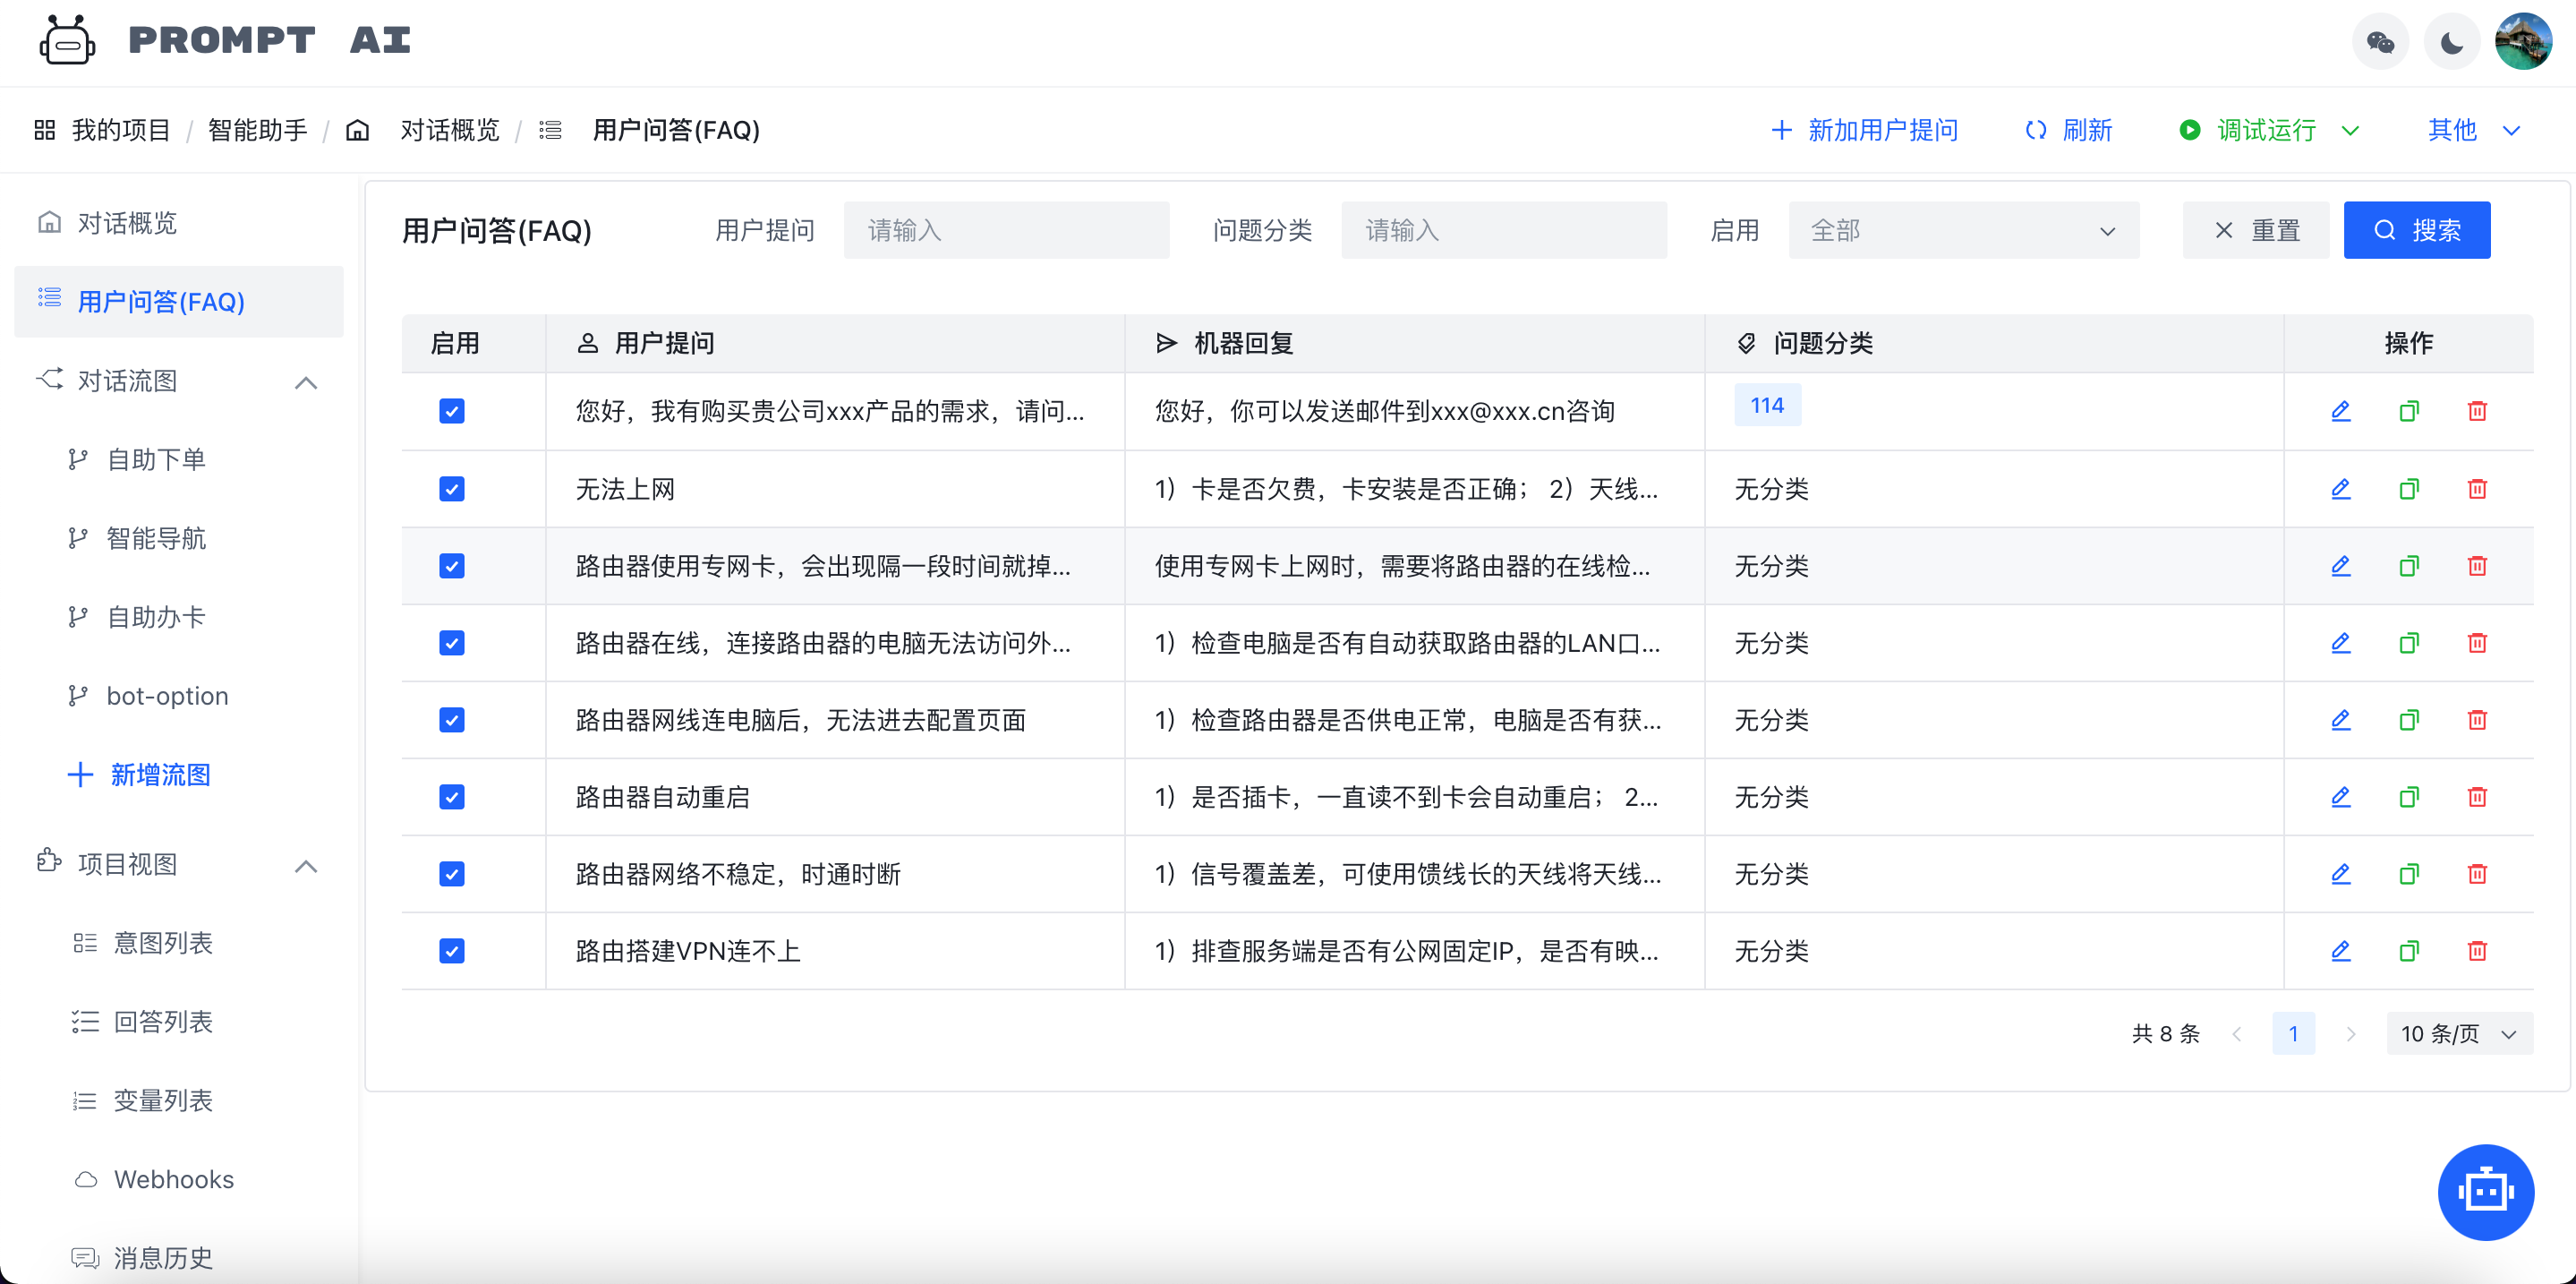 PROMPT AI
我的项目 / 智能助手 / 对话概览 / 用户问答(FAQ)
新加用户提问 刷新 调试运行 其他
对话概览
用户问答(FAQ)
对话流图
自助下单
智能导航
自助办卡
bot-option
新增流图
项目视图
意图列表
回答列表
变量列表
Webhooks
消息历史
用户问答(FAQ) 用户提问 请输入 问题分类 请输入 启用 全部 重置 搜索
启用 用户提问 机器回复 问题分类 操作
您好，我有购买贵公司xxx产品的需求，请问... 您好，你可以发送邮件到xxx@xxx.cn咨询 114
无法上网 1）卡是否欠费，卡安装是否正确； 2）天线... 无分类
路由器使用专网卡，会出现隔一段时间就掉... 使用专网卡上网时，需要将路由器的在线检... 无分类
路由器在线，连接路由器的电脑无法访问外... 1）检查电脑是否有自动获取路由器的LAN口... 无分类
路由器网线连电脑后，无法进去配置页面 1）检查路由器是否供电正常，电脑是否有获... 无分类
路由器自动重启 1）是否插卡，一直读不到卡会自动重启； 2... 无分类
路由器网络不稳定，时通时断 1）信号覆盖差，可使用馈线长的天线将天线... 无分类
路由搭建VPN连不上 1）排查服务端是否有公网固定IP，是否有映... 无分类
共 8 条 1 10 条/页